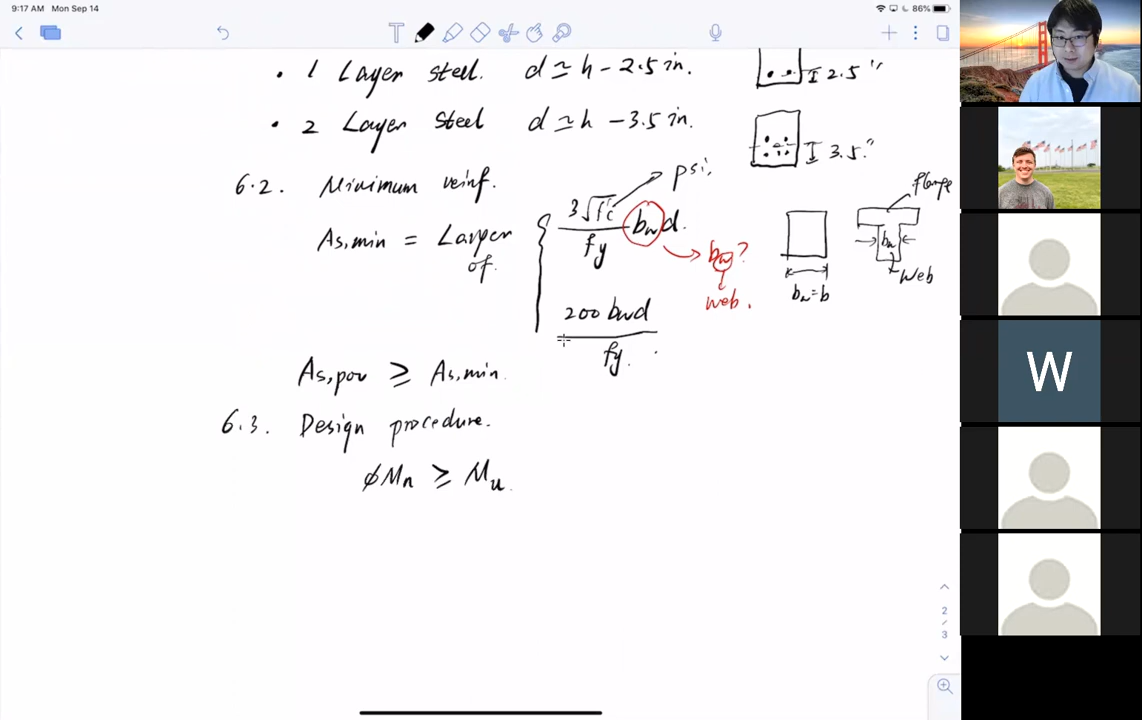 9:17 AM Mon Sep 14
86%
• 1 Layer steel. d ≃ h - 2.5 in.
2.5"
• 2 Layer steel d ≃ h - 3.5 in.
3.5"
6.2. Minimum reinf.
psi.
flange
As,min = Larger of
3√f'c / fy bwd.
bw?
web.
bw=b
bw
Web
200 bwd / fy.
As,pov ≥ As,min.
6.3. Design procedure.
ϕMn ≥ Mu.
2
/
3
W